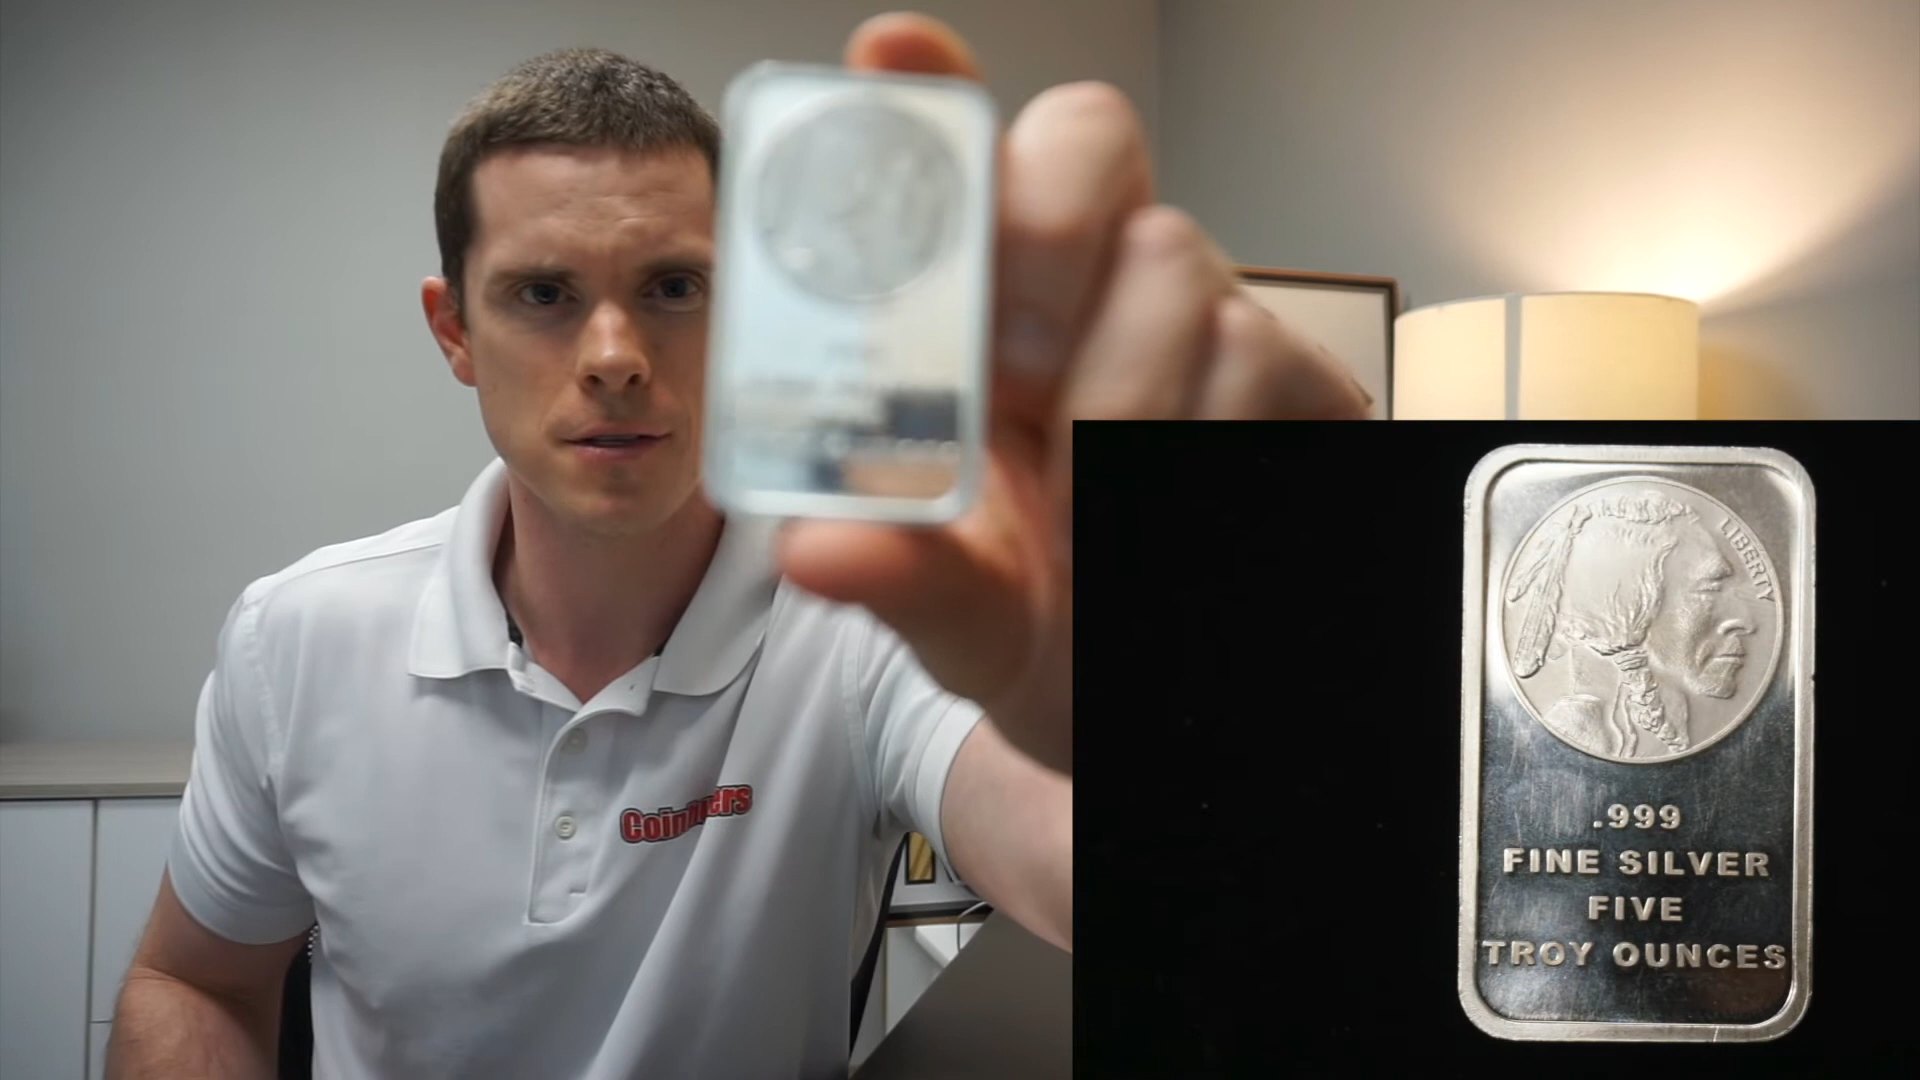 LIBERTY
.999
FINE SILVER
FIVE
TROY OUNCES